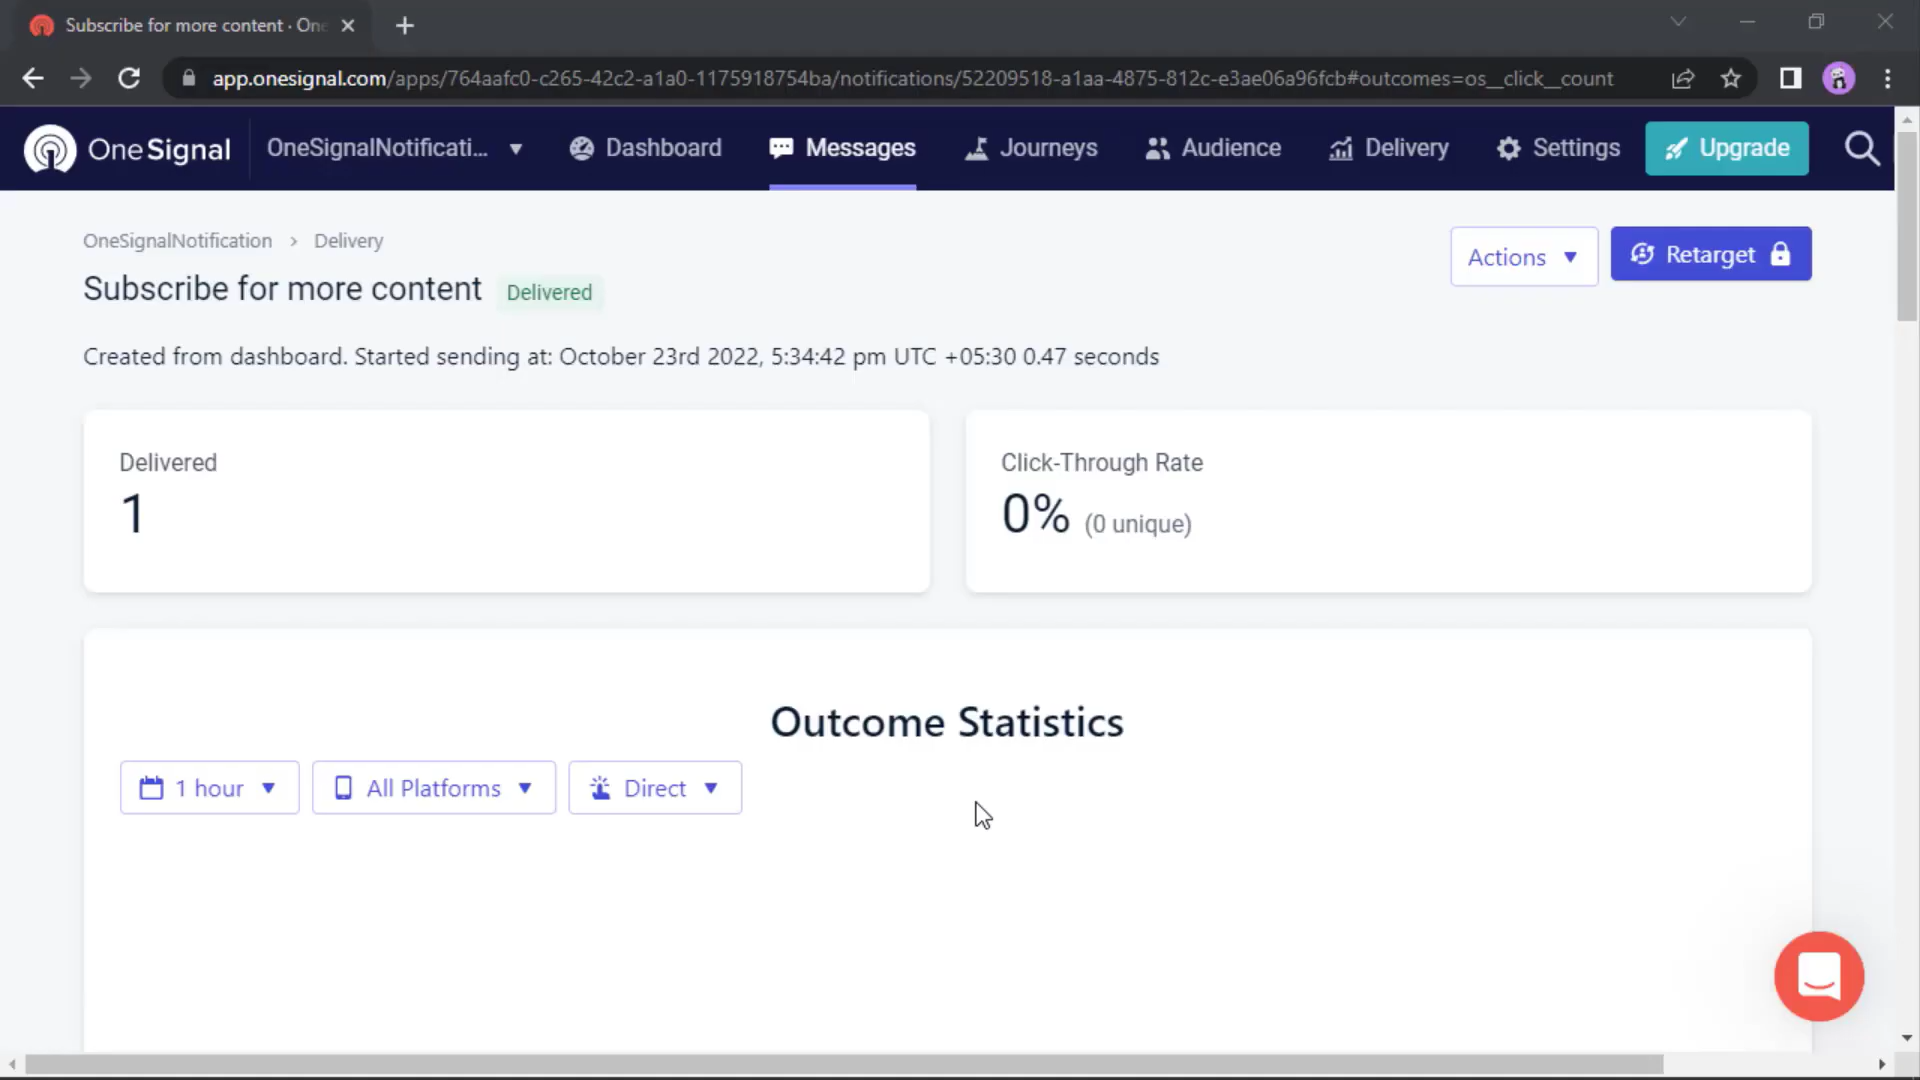 Subscribe for more content · One
app.onesignal.com/apps/764aafc0-c265-42c2-a1a0-1175918754ba/notifications/52209518-a1aa-4875-812c-e3ae06a96fcb#outcomes=os__click__count
OneSignal OneSignalNotificati... Dashboard Messages Journeys Audience Delivery Settings Upgrade
OneSignalNotification > Delivery
Actions Retarget
Subscribe for more content Delivered
Created from dashboard. Started sending at: October 23rd 2022, 5:34:42 pm UTC +05:30 0.47 seconds
Delivered
1
Click-Through Rate
0% (0 unique)
Outcome Statistics
1 hour All Platforms Direct